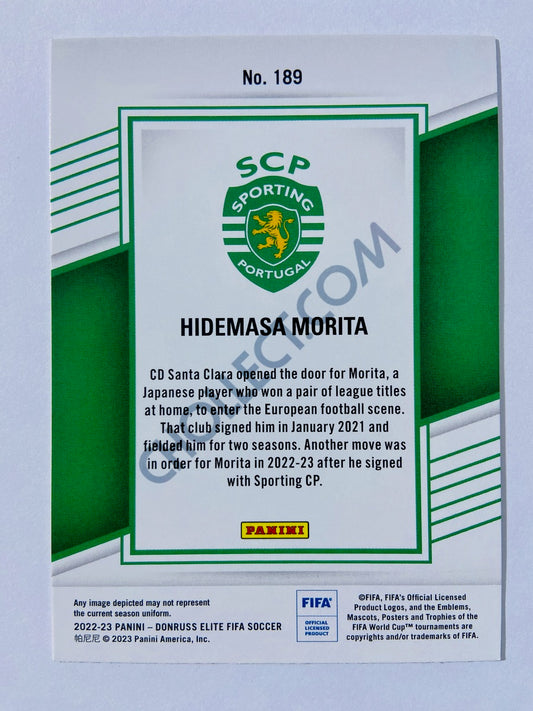 No. 189
SCP
SPORTING
PORTUGAL
HIDEMASA MORITA
CD Santa Clara opened the door for Morita, a
Japanese player who won a pair of league titles
at home, to enter the European football scene.
That club signed him in January 2021 and
fielded him for two seasons. Another move was
in order for Morita in 2022-23 after he signed
with Sporting CP.
PANINI
CHOLLECT.COM
Any image depicted may not represent
the current season uniform.
2022-23 PANINI – DONRUSS ELITE FIFA SOCCER
帕尼尼 © 2023 Panini America, Inc.
FIFA®
OFFICIAL
LICENSED
PRODUCT
©FIFA, FIFA's Official Licensed
Product Logos, and the Emblems,
Mascots, Posters and Trophies of the
FIFA World Cup™ tournaments are
copyrights and/or trademarks of FIFA.